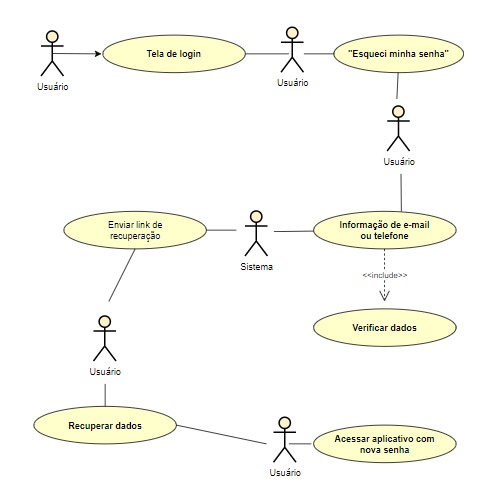 Usuário
Tela de login
Usuário
"Esqueci minha senha"
Usuário
Enviar link de
recuperação
Sistema
Informação de e-mail
ou telefone
<<include>>
Verificar dados
Usuário
Recuperar dados
Usuário
Acessar aplicativo com
nova senha